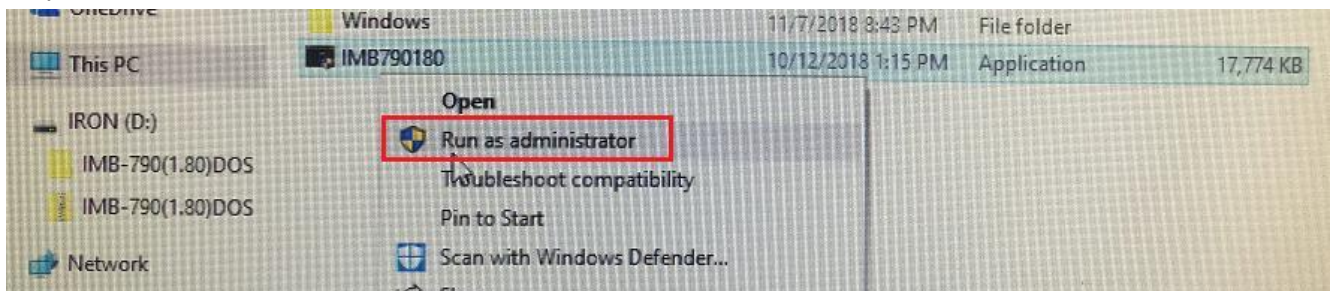 OneDrive
Windows 11/7/2018 8:43 PM File folder
This PC
IMB790180 10/12/2018 1:15 PM Application 17,774 KB
Open
IRON (D:)
Run as administrator
IMB-790(1.80)DOS
Troubleshoot compatibility
IMB-790(1.80)DOS
Pin to Start
Network
Scan with Windows Defender...